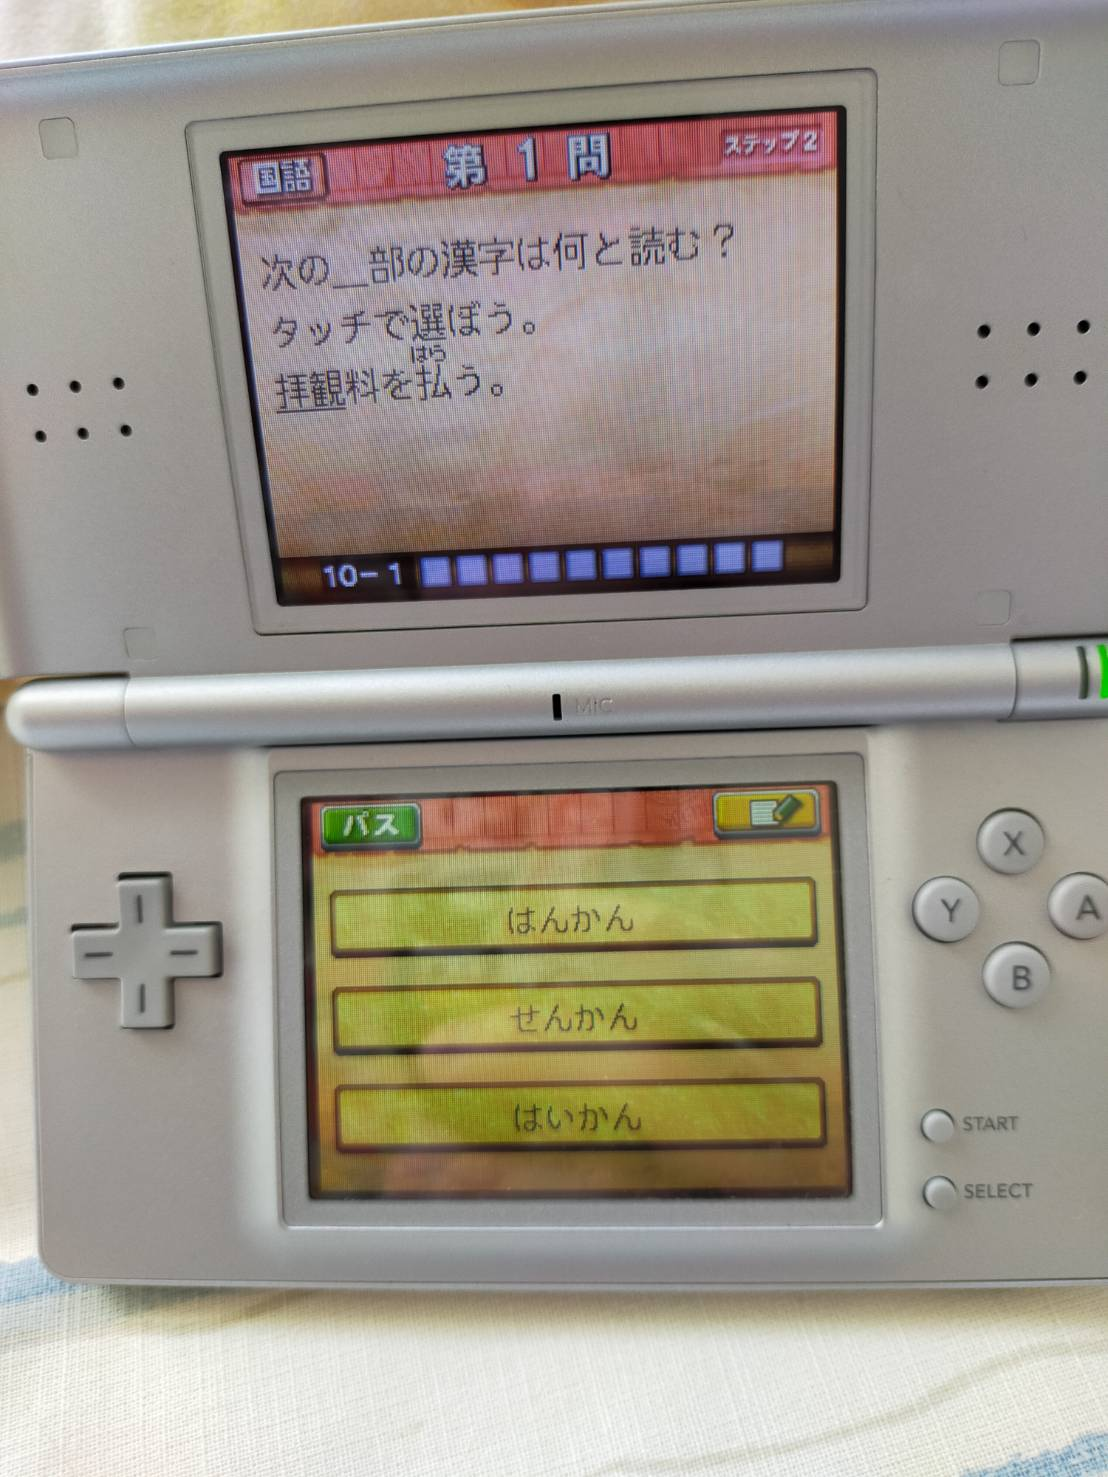 国語 第1問 ステップ2
次の__部の漢字は何と読む？
タッチで選ぼう。
はら
拝観料を払う。
10-1
MIC
パス
はんかん
せんかん
はいかん
X
Y A
B
START
SELECT